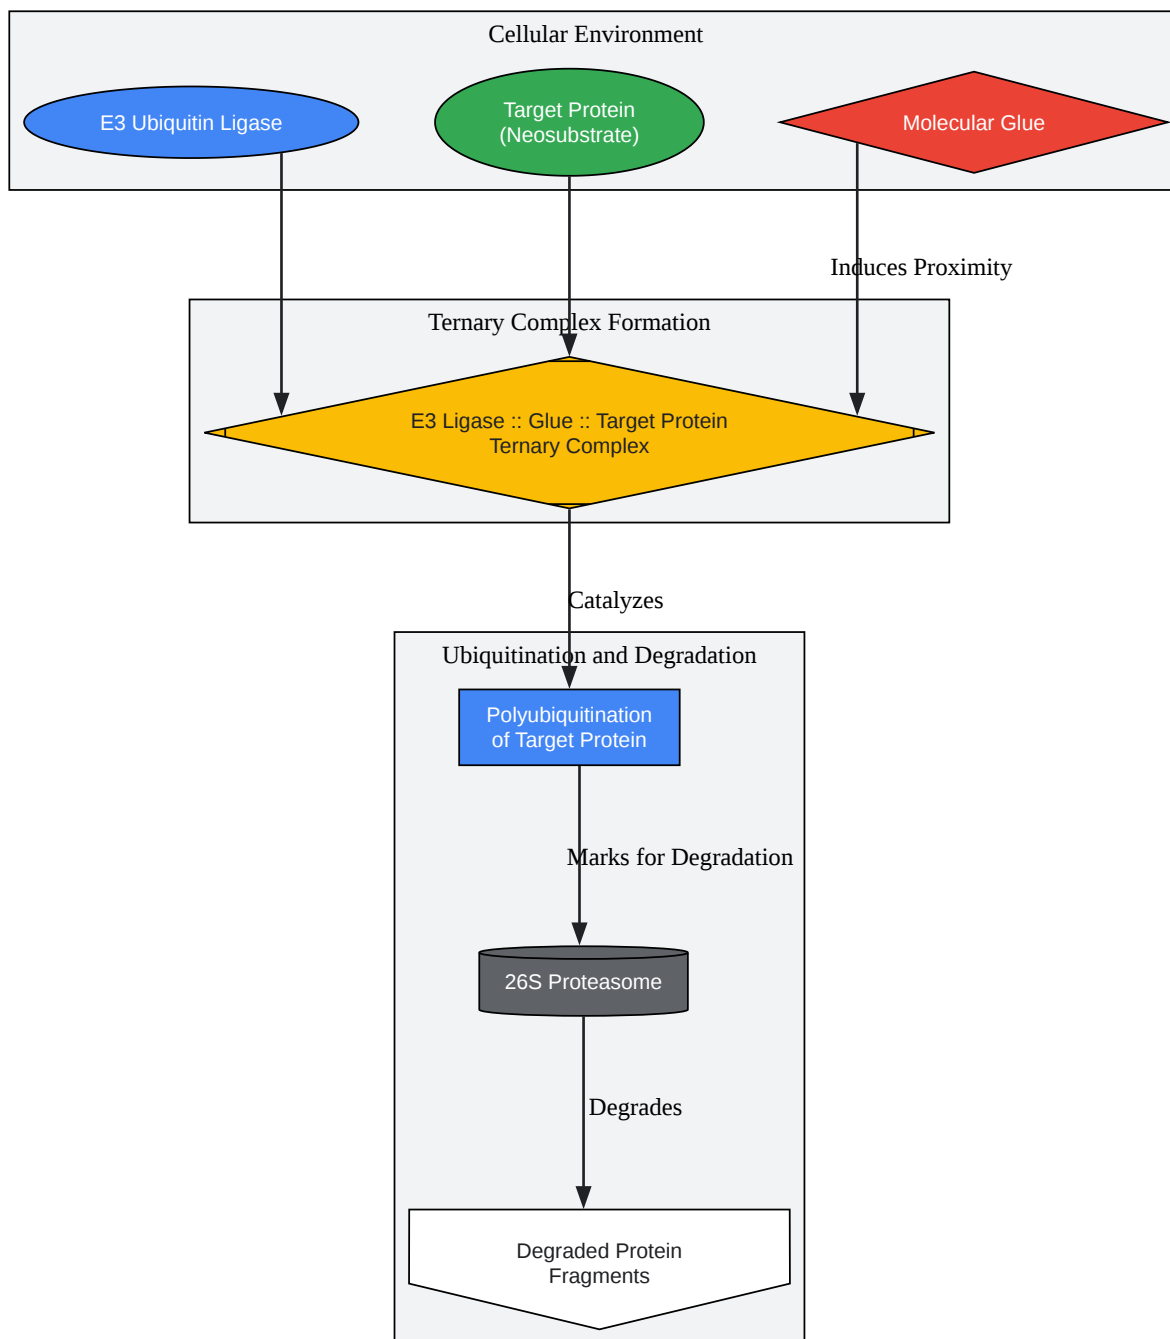 Cellular Environment
E3 Ubiquitin Ligase
Target Protein
(Neosubstrate)
Molecular Glue
Induces Proximity
Ternary Complex Formation
E3 Ligase :: Glue :: Target Protein
Ternary Complex
Catalyzes
Ubiquitination and Degradation
Polyubiquitination
of Target Protein
Marks for Degradation
26S Proteasome
Degrades
Degraded Protein
Fragments